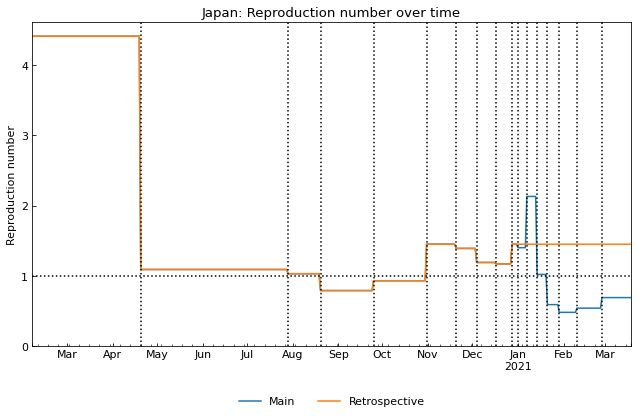 Japan: Reproduction number over time
Reproduction number
4
3
2
1
0
Mar Apr May Jun Jul Aug Sep Oct Nov Dec Jan Feb Mar
2021
Main Retrospective